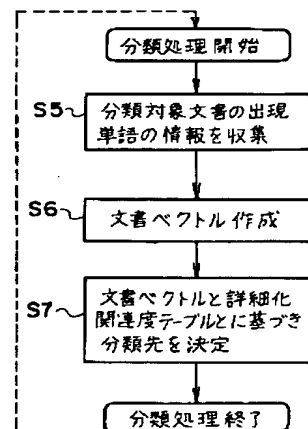 分類処理開始
S5
分類対象文書の出現
単語の情報を収集
S6
文書ベクトル作成
S7
文書ベクトルと詳細化
関連度テーブルとに基づき
分類先を決定
分類処理終了